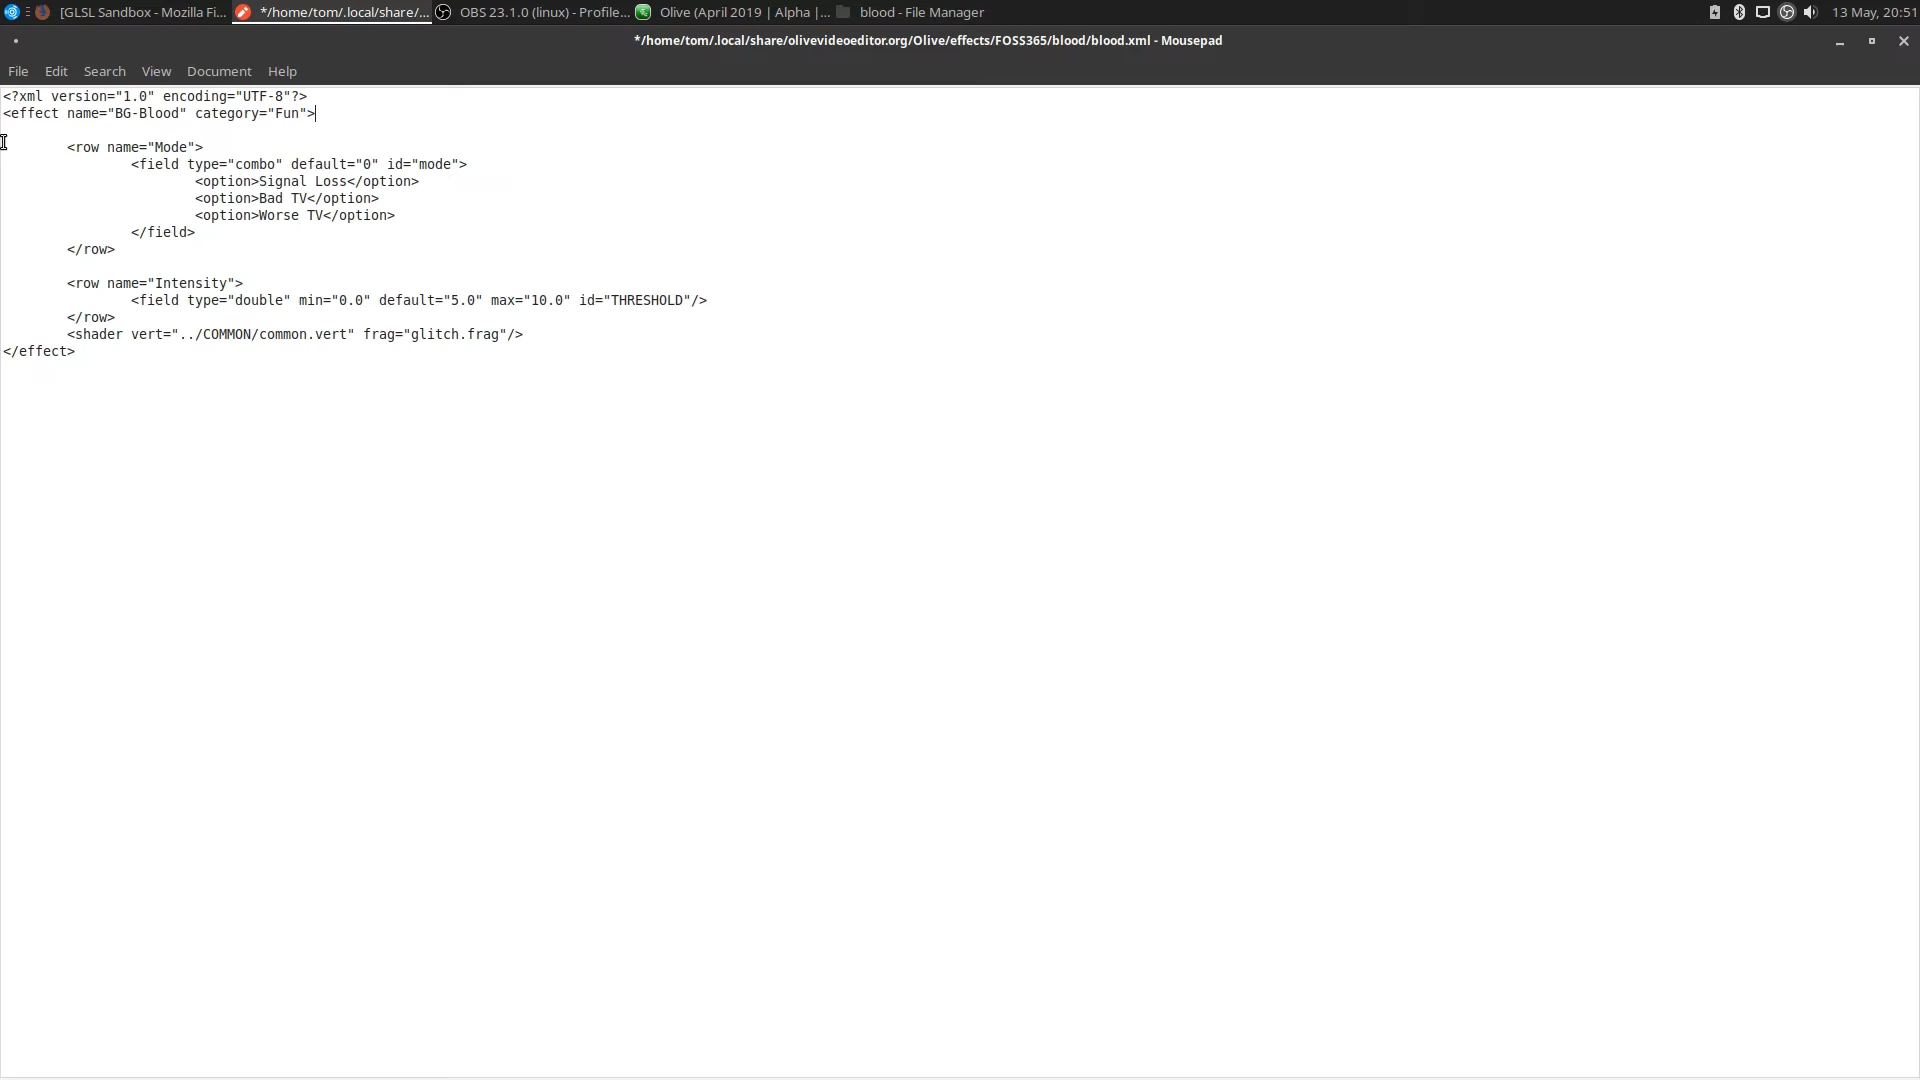 [GLSL Sandbox - Mozilla Fi... */home/tom/.local/share/... OBS 23.1.0 (linux) - Profile... Olive (April 2019 | Alpha |... blood - File Manager 13 May, 20:51
*/home/tom/.local/share/olivevideoeditor.org/Olive/effects/FOSS365/blood/blood.xml - Mousepad
File Edit Search View Document Help
<?xml version="1.0" encoding="UTF-8"?>
<effect name="BG-Blood" category="Fun">
<row name="Mode">
<field type="combo" default="0" id="mode">
<option>Signal Loss</option>
<option>Bad TV</option>
<option>Worse TV</option>
</field>
</row>
<row name="Intensity">
<field type="double" min="0.0" default="5.0" max="10.0" id="THRESHOLD"/>
</row>
<shader vert="../COMMON/common.vert" frag="glitch.frag"/>
</effect>